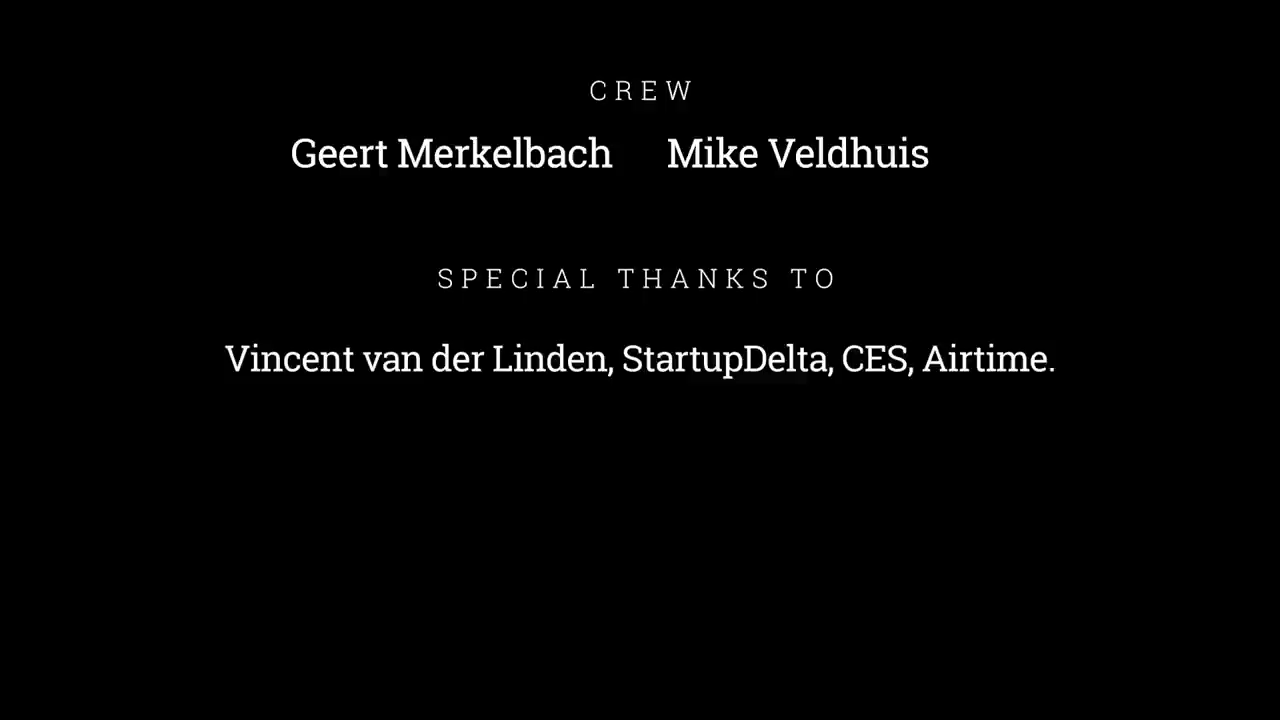 CREW
Geert Merkelbach Mike Veldhuis
SPECIAL THANKS TO
Vincent van der Linden, StartupDelta, CES, Airtime.